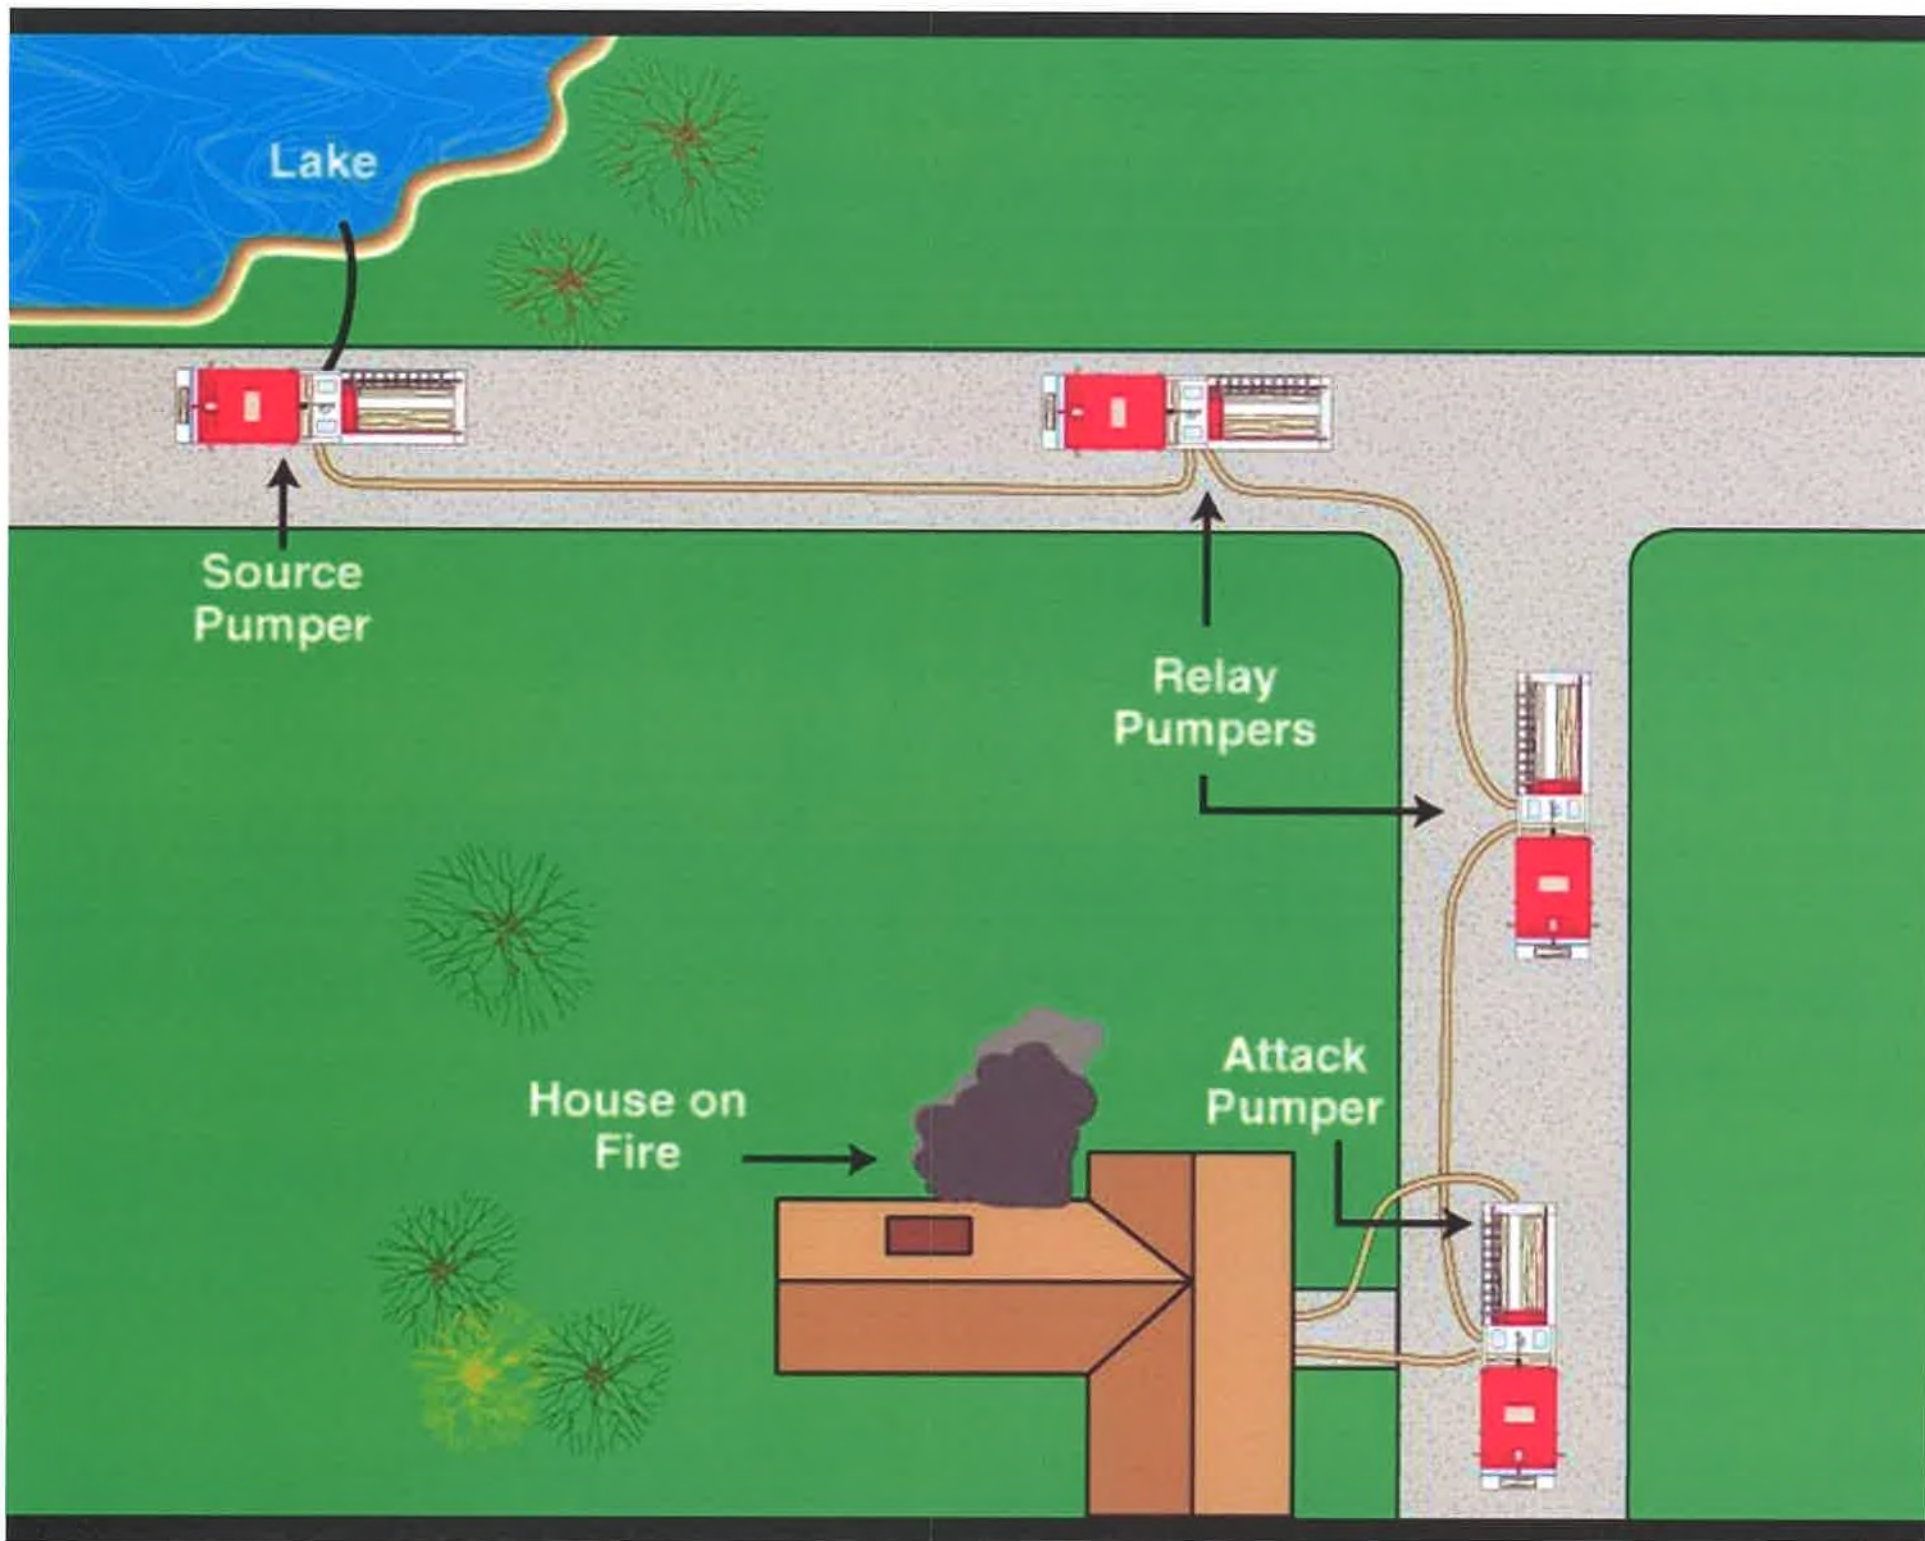 Lake
Source
Pumper
Relay
Pumpers
Attack
Pumper
House on
Fire